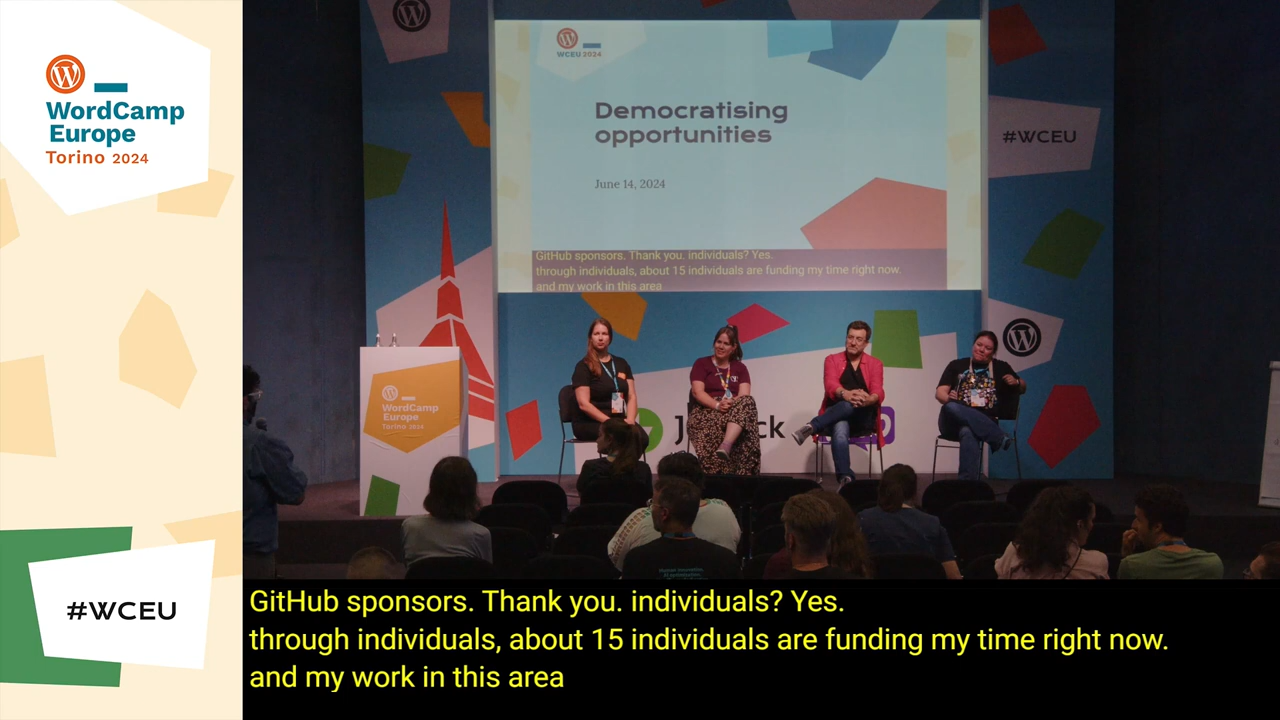 WordCamp
Europe
Torino 2024
#WCEU
WCEU 2024
Democratising
opportunities
June 14, 2024
GitHub sponsors. Thank you. individuals? Yes.
through individuals, about 15 individuals are funding my time right now.
and my work in this area
#WCEU
WordCamp
Europe
Torino 2024
GitHub sponsors. Thank you. individuals? Yes.
through individuals, about 15 individuals are funding my time right now.
and my work in this area